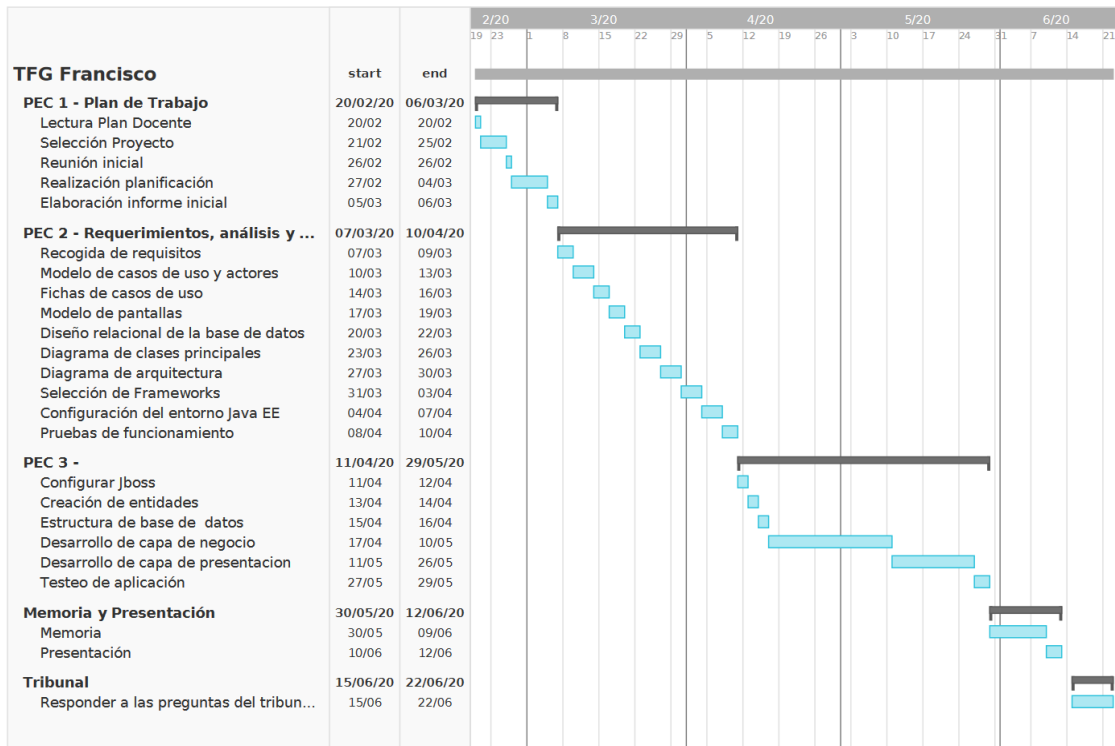 2/20 3/20 4/20 5/20 6/20
19 23 1 8 15 22 29 5 12 19 26 3 10 17 24 31 7 14 21
TFG Francisco start end
PEC 1 - Plan de Trabajo 20/02/20 06/03/20
Lectura Plan Docente 20/02 20/02
Selección Proyecto 21/02 25/02
Reunión inicial 26/02 26/02
Realización planificación 27/02 04/03
Elaboración informe inicial 05/03 06/03
PEC 2 - Requerimientos, análisis y ... 07/03/20 10/04/20
Recogida de requisitos 07/03 09/03
Modelo de casos de uso y actores 10/03 13/03
Fichas de casos de uso 14/03 16/03
Modelo de pantallas 17/03 19/03
Diseño relacional de la base de datos 20/03 22/03
Diagrama de clases principales 23/03 26/03
Diagrama de arquitectura 27/03 30/03
Selección de Frameworks 31/03 03/04
Configuración del entorno Java EE 04/04 07/04
Pruebas de funcionamiento 08/04 10/04
PEC 3 - 11/04/20 29/05/20
Configurar Jboss 11/04 12/04
Creación de entidades 13/04 14/04
Estructura de base de  datos 15/04 16/04
Desarrollo de capa de negocio 17/04 10/05
Desarrollo de capa de presentacion 11/05 26/05
Testeo de aplicación 27/05 29/05
Memoria y Presentación 30/05/20 12/06/20
Memoria 30/05 09/06
Presentación 10/06 12/06
Tribunal 15/06/20 22/06/20
Responder a las preguntas del tribun... 15/06 22/06